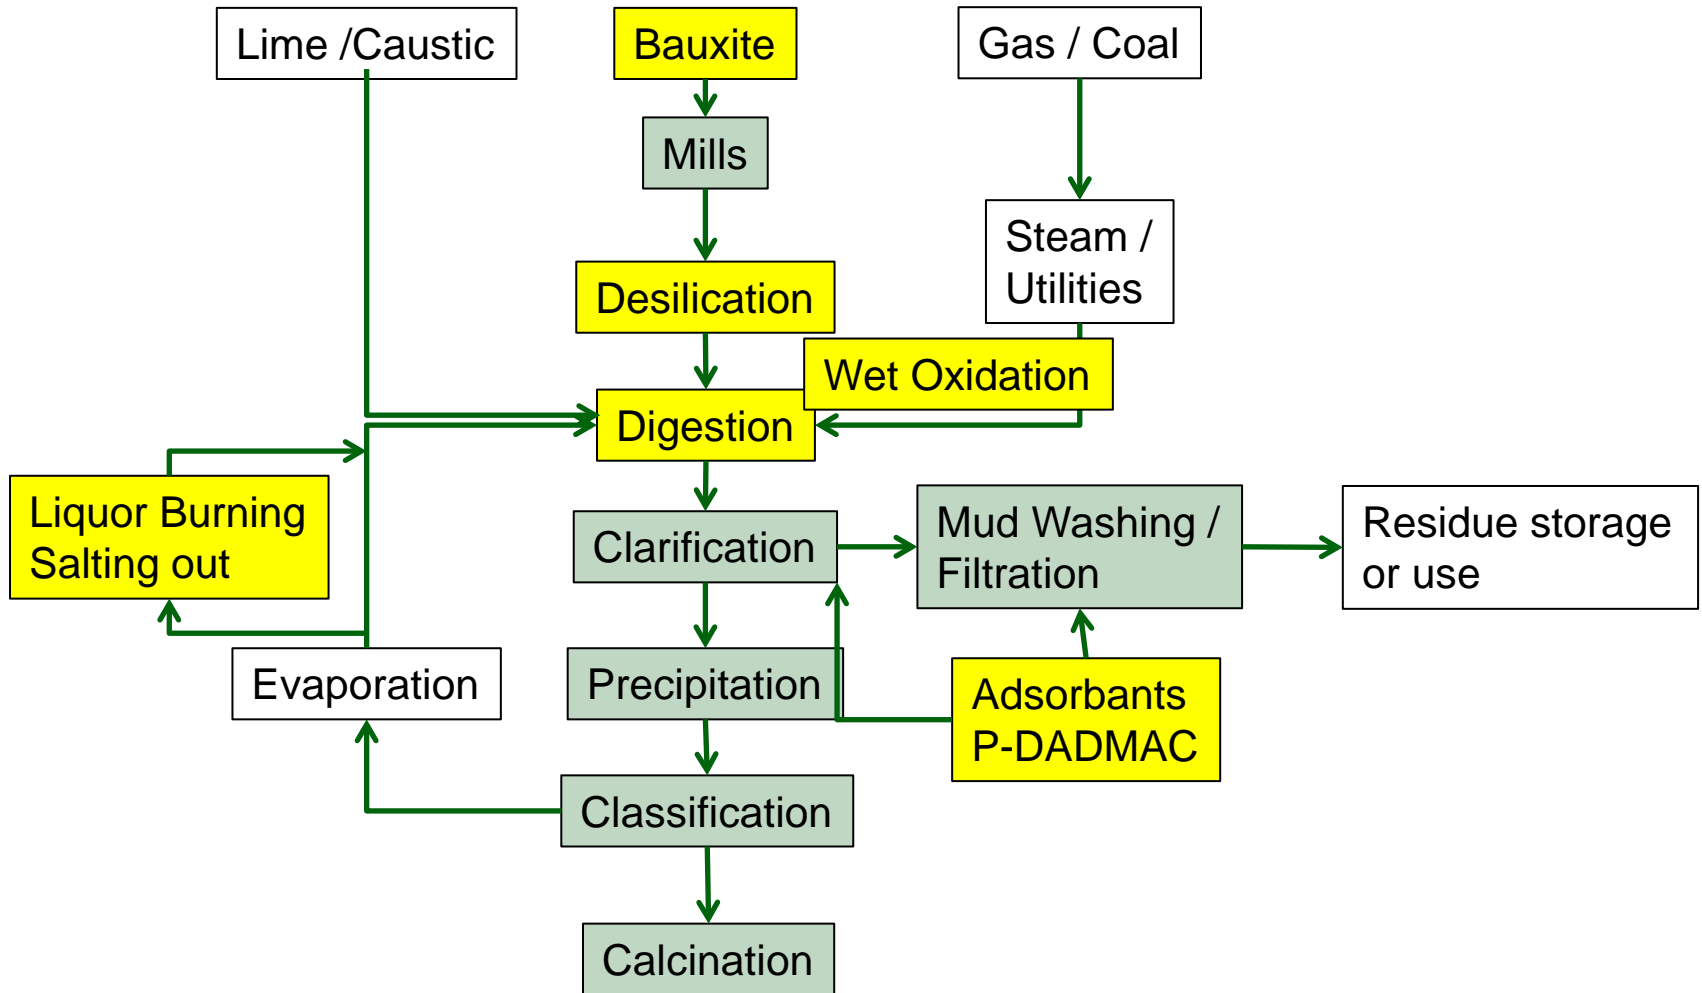 Lime /Caustic
Bauxite
Gas / Coal
Mills
Steam /
Utilities
Desilication
Wet Oxidation
Digestion
Liquor Burning
Salting out
Clarification
Mud Washing /
Filtration
Residue storage
or use
Evaporation
Precipitation
Adsorbants
P-DADMAC
Classification
Calcination